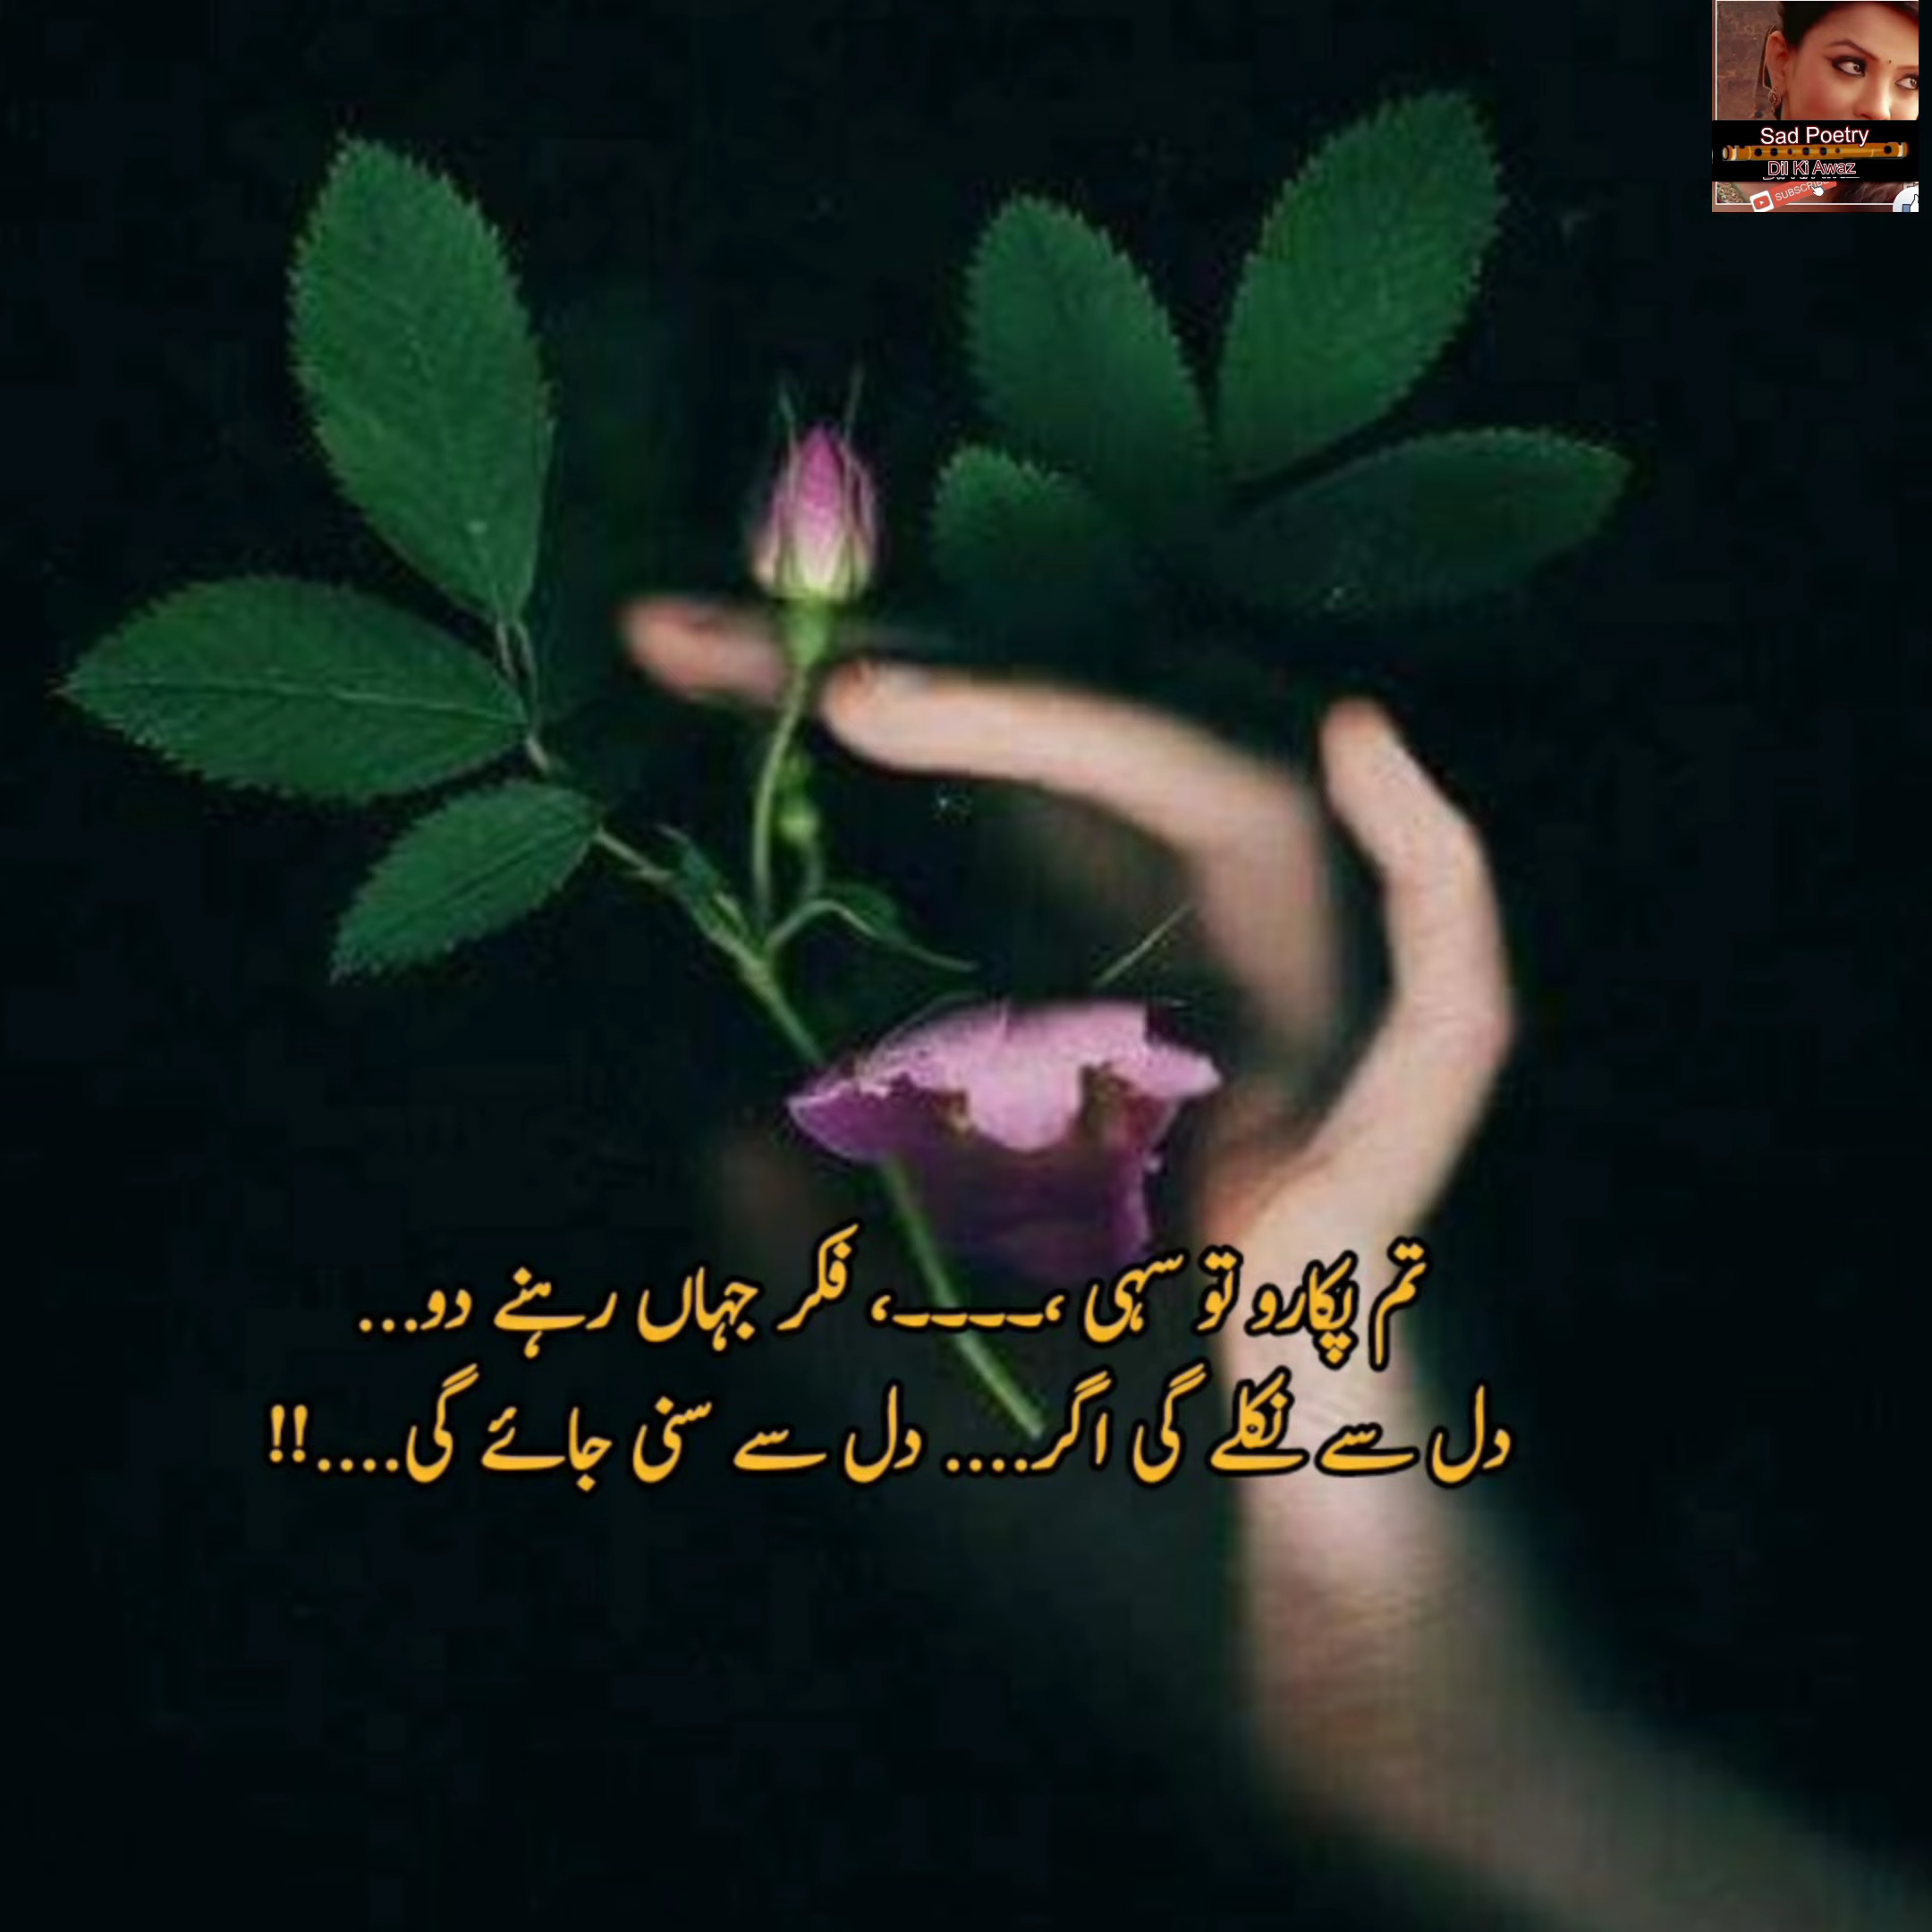 Sad Poetry
Dil Ki Awaz
SUBSCRIBE
تم پکارو تو سہی ،۔۔۔۔، فکر جہاں رہنے دو...
دل سے نکلے گی اگر.... دل سے سنی جائے گی....!!